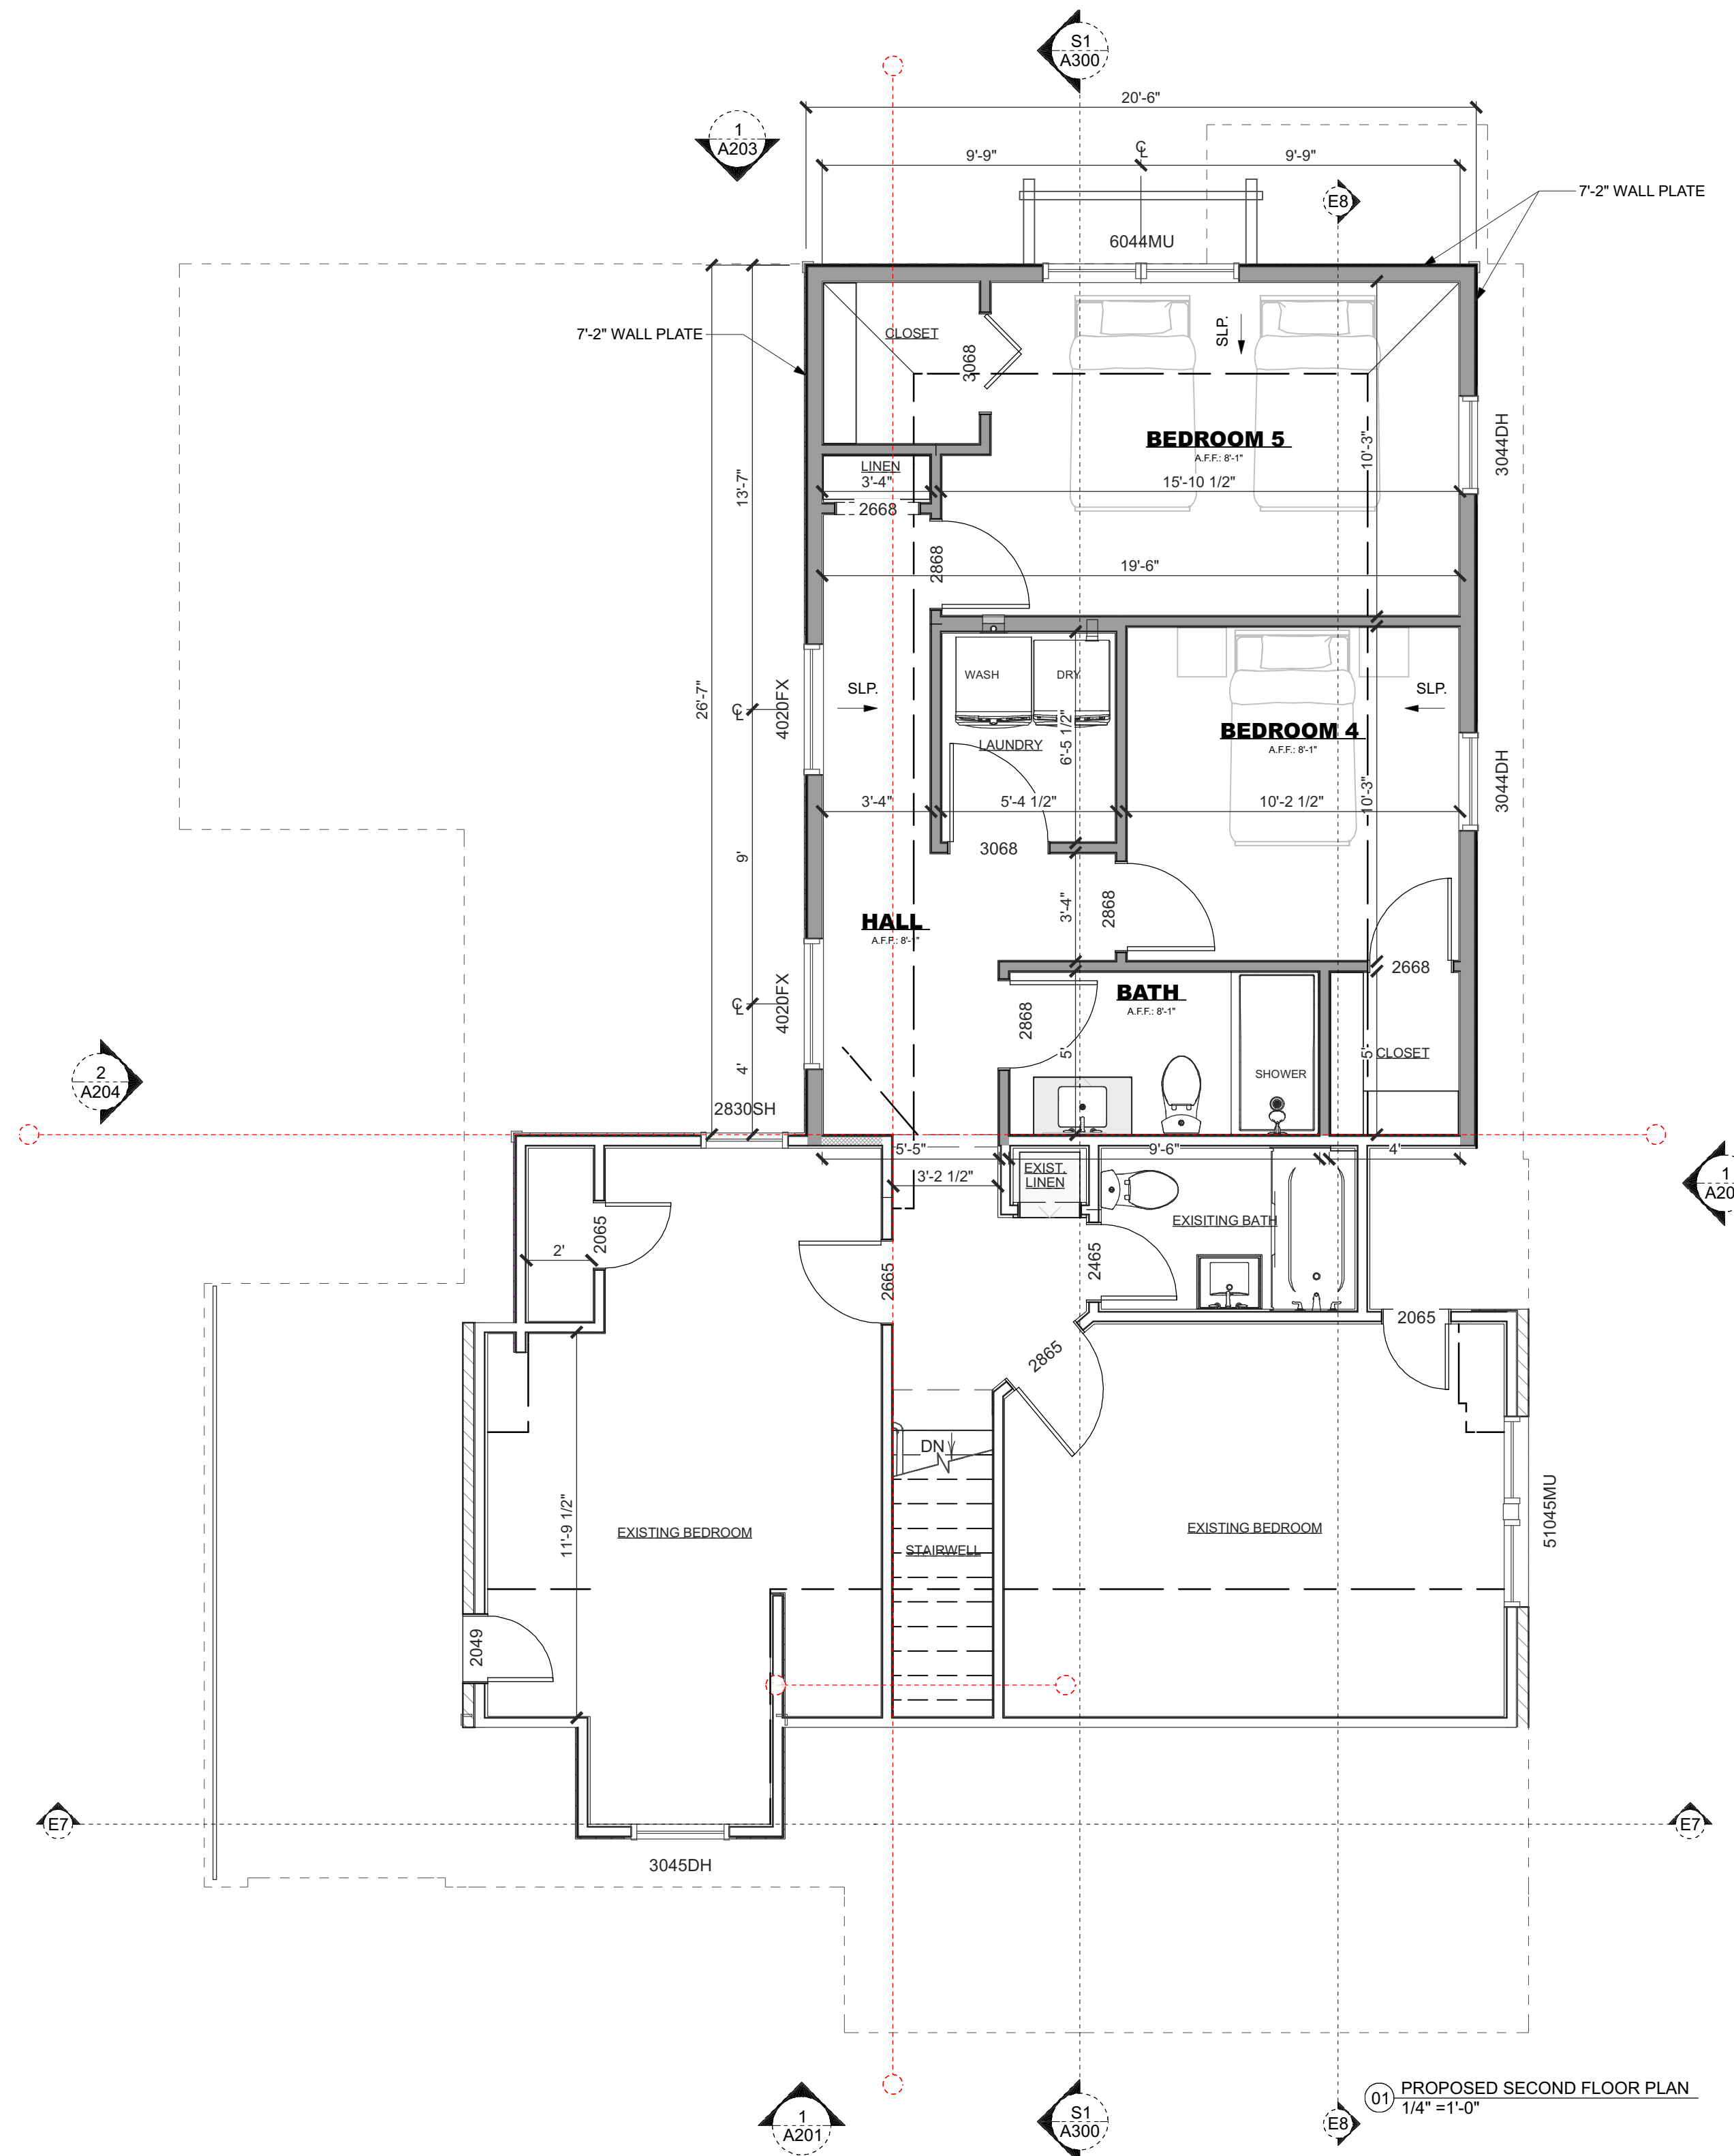 S1
A300
20'-6"
1
A203
9'-9"
9'-9"
E8
7'-2" WALL PLATE
6044MU
7'-2" WALL PLATE
CLOSET
3068
SLP.
BEDROOM 5
A.F.F.: 8'-1"
10'-3"
3044DH
LINEN
3'-4"
15'-10 1/2"
13'-7"
2668
2868
19'-6"
26'-7"
WASH
DRY
SLP.
SLP.
4020FX
6'-5 1/2"
LAUNDRY
BEDROOM 4
A.F.F.: 8'-1"
3044DH
3'-4"
5'-4 1/2"
10'-2 1/2"
10'-3"
9'
3068
3'-4"
2868
HALL
A.F.F.: 8'-1"
2668
BATH
A.F.F.: 8'-1"
4020FX
2868
5'
5'
CLOSET
SHOWER
2
A204
4'
2830SH
5'-5"
9'-6"
4'
3'-2 1/2"
EXIST.
LINEN
1
A20
EXISITING BATH
2'
2065
2665
2465
2065
2865
DN
11'-9 1/2"
EXISTING BEDROOM
STAIRWELL
EXISTING BEDROOM
51045MU
2049
E7
E7
3045DH
01
PROPOSED SECOND FLOOR PLAN
1/4" =1'-0"
1
A201
S1
A300
E8